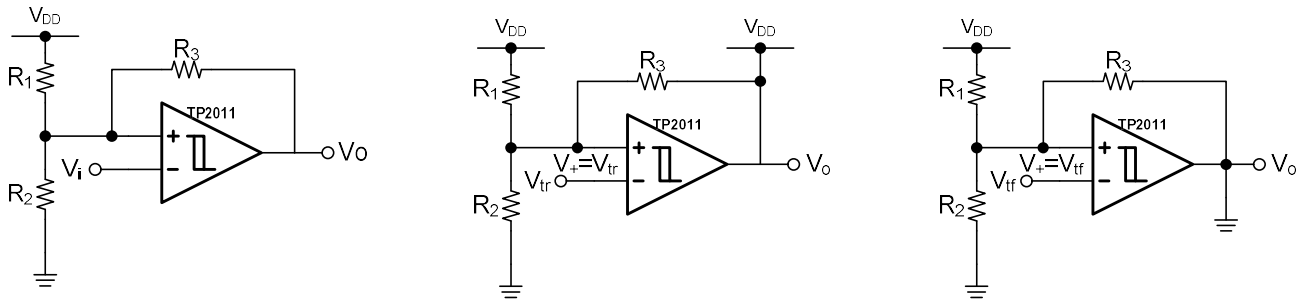 VDD
R3
R1
TP2011
+
Vi
-
Vo
R2
VDD
VDD
R3
R1
TP2011
+
V+=Vtr
Vtr
-
Vo
R2
VDD
R3
R1
TP2011
+
V+=Vtf
Vtf
-
Vo
R2